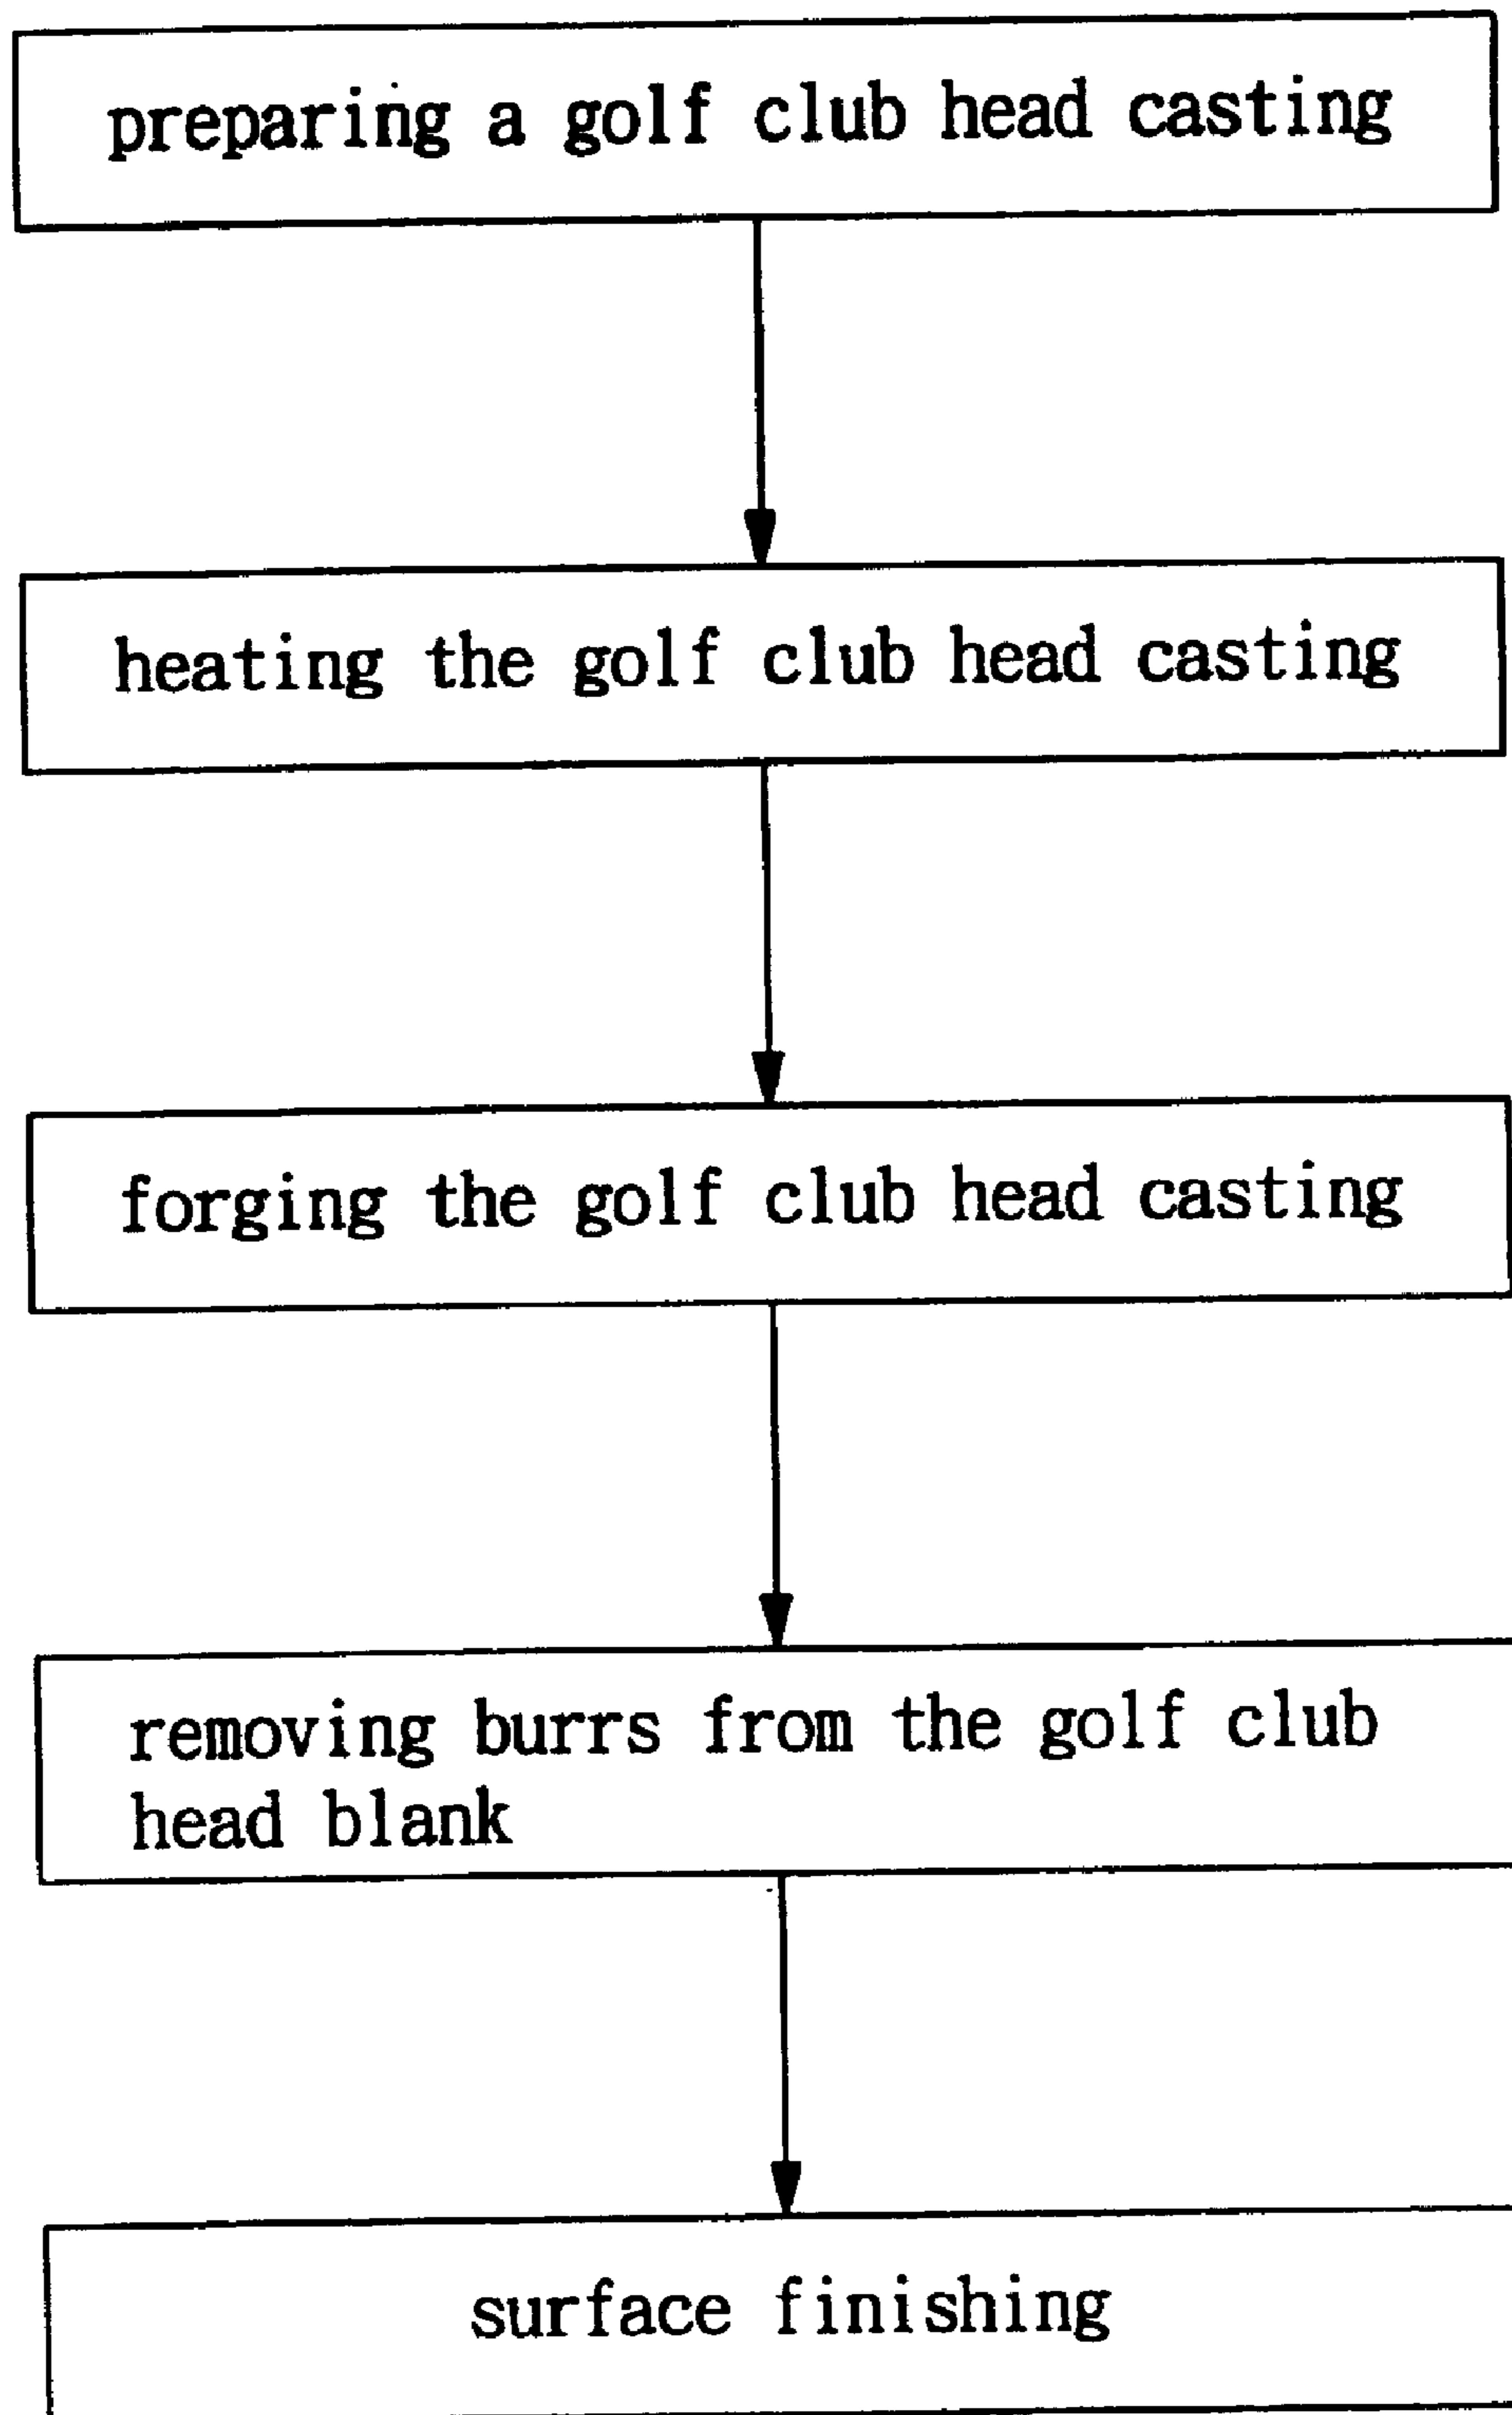 preparing a golf club head casting
heating the golf club head casting
forging the golf club head casting
removing burrs from the golf club
head blank
surface finishing